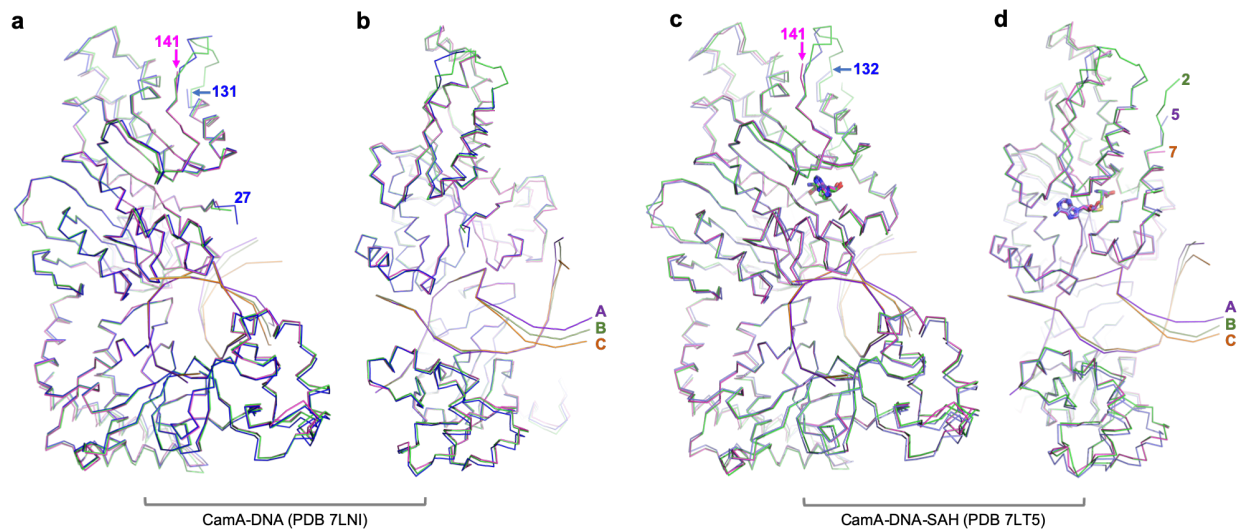 a
b
c
d
141
131
27
A
B
C
141
132
2
5
7
A
B
C
CamA-DNA (PDB 7LNI)
CamA-DNA-SAH (PDB 7LT5)